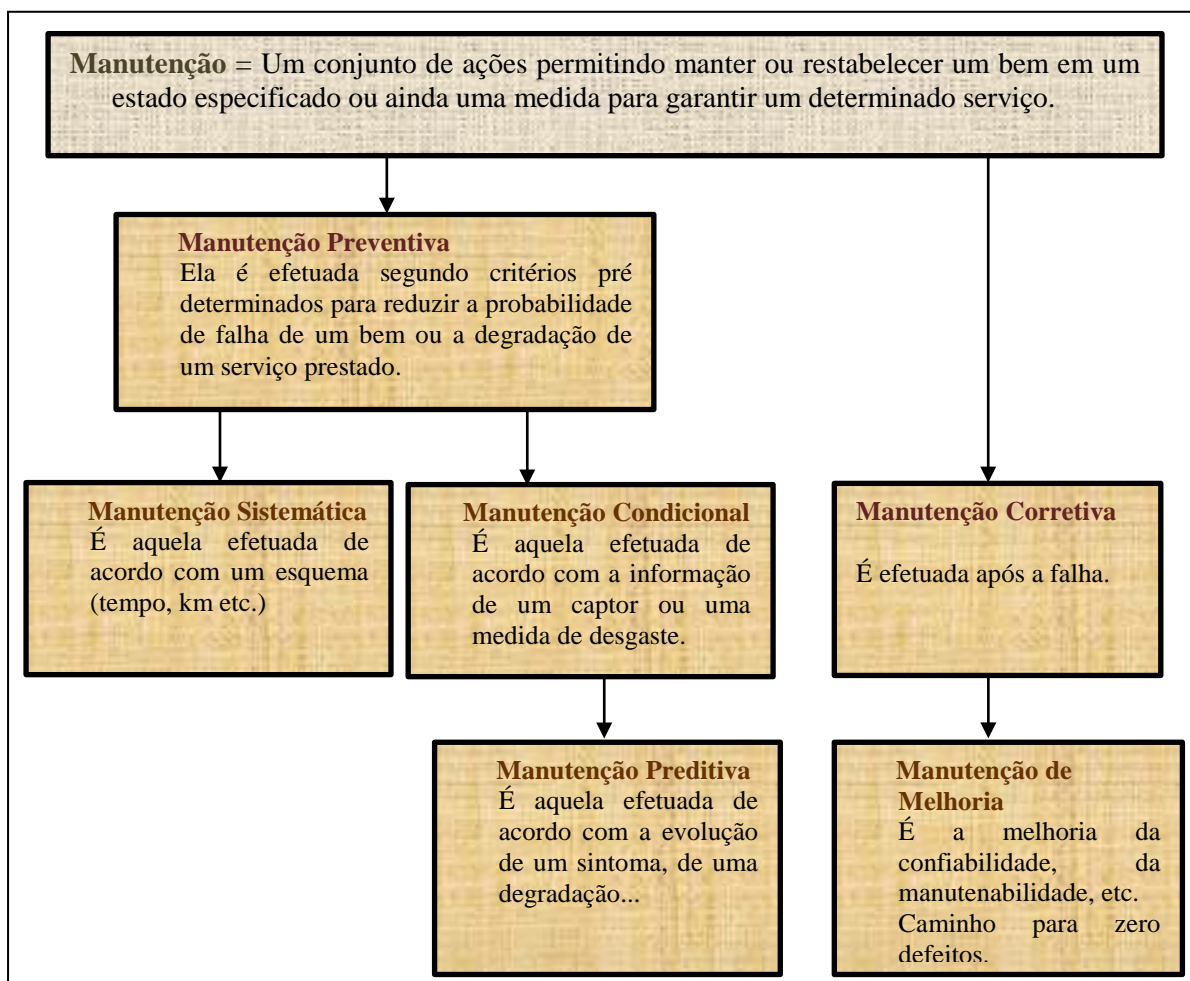 Manutenção = Um conjunto de ações permitindo manter ou restabelecer um bem em um
estado especificado ou ainda uma medida para garantir um determinado serviço.
Manutenção Preventiva
Ela é efetuada segundo critérios pré
determinados para reduzir a probabilidade
de falha de um bem ou a degradação de
um serviço prestado.
Manutenção Sistemática
É aquela efetuada de
acordo com um esquema
(tempo, km etc.)
Manutenção Condicional
É aquela efetuada de
acordo com a informação
de um captor ou uma
medida de desgaste.
Manutenção Corretiva
É efetuada após a falha.
Manutenção Preditiva
É aquela efetuada de
acordo com a evolução
de um sintoma, de uma
degradação...
Manutenção de
Melhoria
É a melhoria da
confiabilidade, da
manutenabilidade, etc.
Caminho para zero
defeitos.